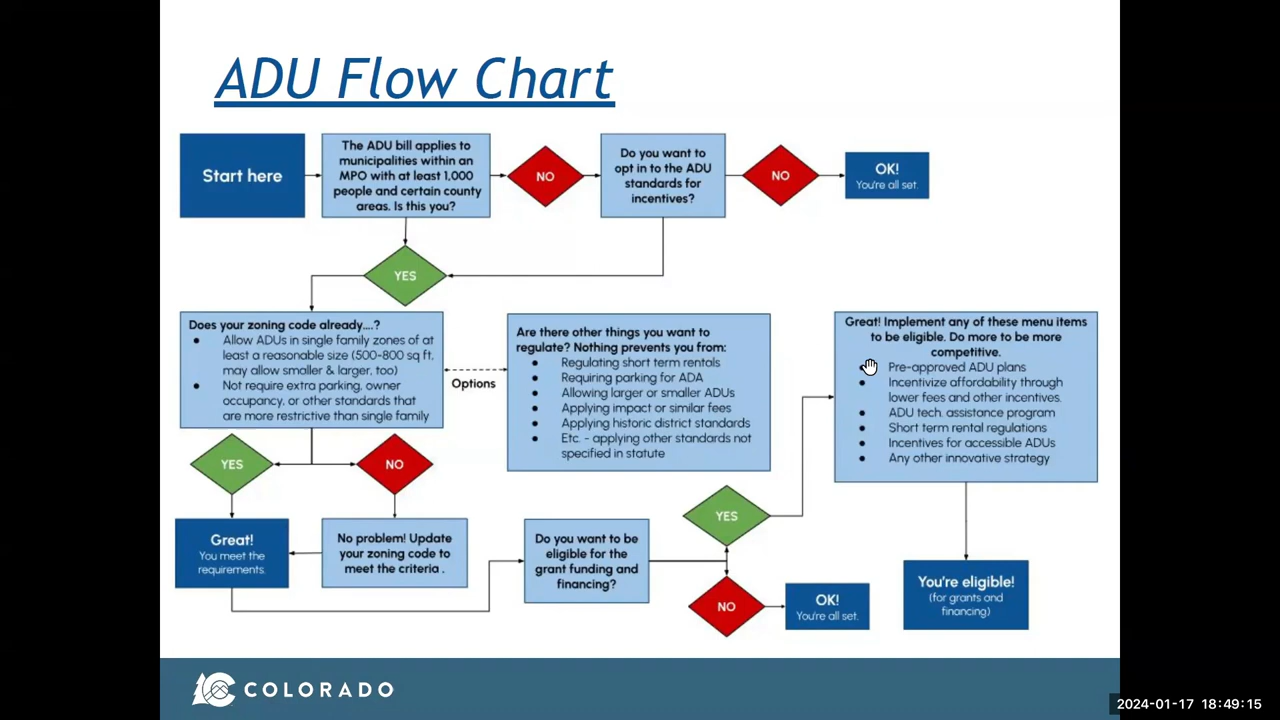 ADU Flow Chart
Start here
The ADU bill applies to
municipalities within an
MPO with at least 1,000
people and certain county
areas. Is this you?
NO
Do you want to
opt in to the ADU
standards for
incentives?
NO
OK!
You're all set.
YES
Does your zoning code already....?
● Allow ADUs in single family zones of at
least a reasonable size (500-800 sq ft,
may allow smaller & larger, too)
● Not require extra parking, owner
occupancy, or other standards that
are more restrictive than single family
Options
Are there other things you want to
regulate? Nothing prevents you from:
● Regulating short term rentals
● Requiring parking for ADA
● Allowing larger or smaller ADUs
● Applying impact or similar fees
● Applying historic district standards
● Etc. - applying other standards not
specified in statute
Great! Implement any of these menu items
to be eligible. Do more to be more
competitive.
Pre-approved ADU plans
● Incentivize affordability through
lower fees and other incentives.
● ADU tech. assistance program
● Short term rental regulations
● Incentives for accessible ADUs
● Any other innovative strategy
YES
NO
Great!
You meet the
requirements.
No problem! Update
your zoning code to
meet the criteria .
Do you want to be
eligible for the
grant funding and
financing?
YES
NO
OK!
You're all set.
You're eligible!
(for grants and
financing)
COLORADO
2024-01-17 18:49:15